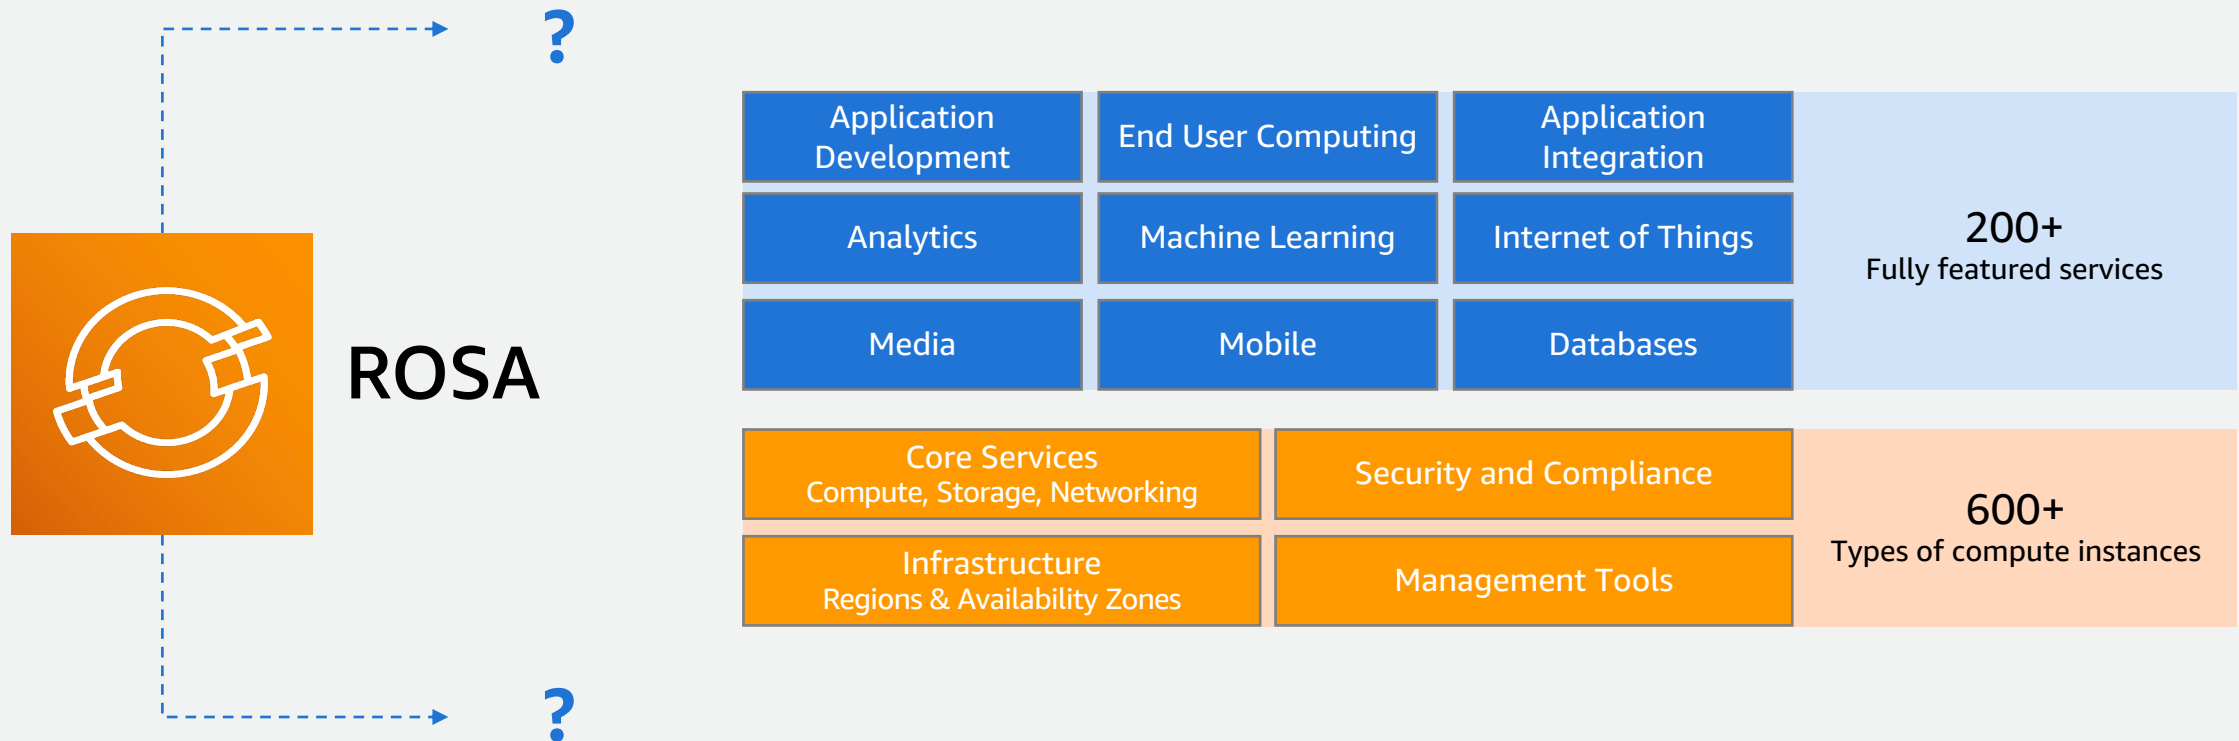 ?
Application
Development
End User Computing
Application
Integration
Analytics
Machine Learning
Internet of Things
200+
Fully featured services
Media
Mobile
Databases
ROSA
Core Services
Compute, Storage, Networking
Security and Compliance
600+
Types of compute instances
Infrastructure
Regions & Availability Zones
Management Tools
?